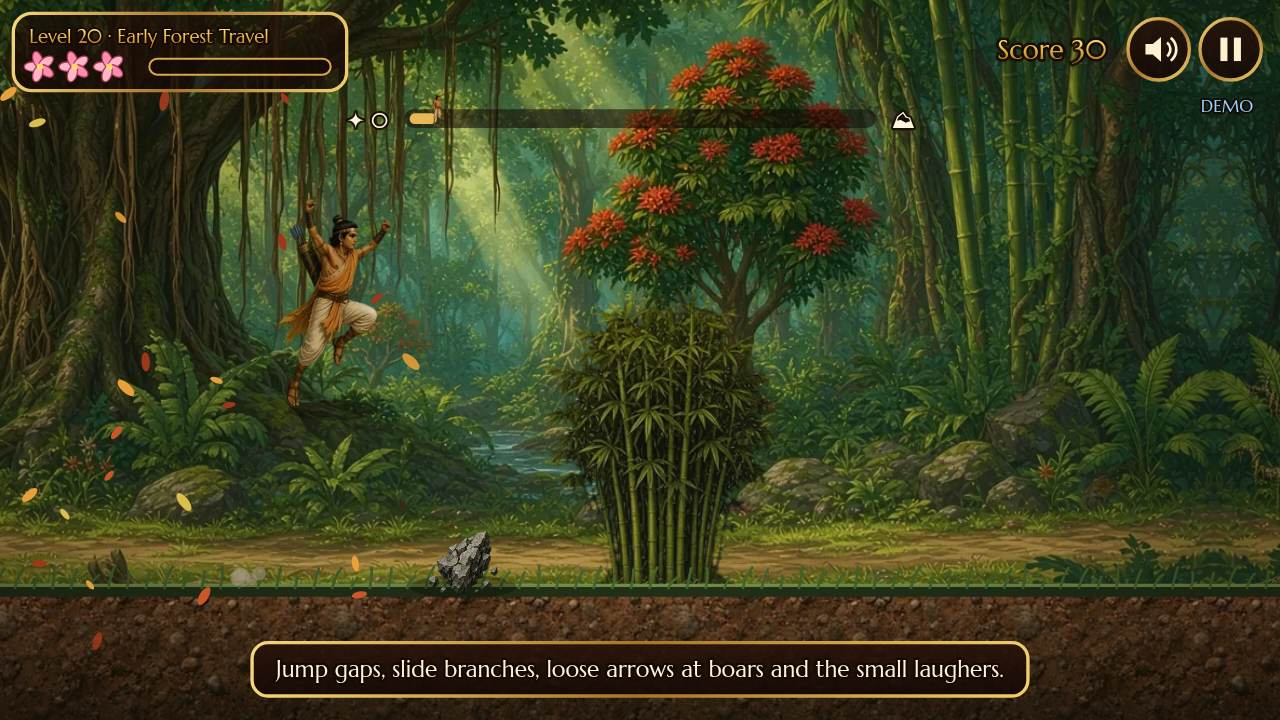 Level 20 · Early Forest Travel
Score 30
DEMO
Jump gaps, slide branches, loose arrows at boars and the small laughers.